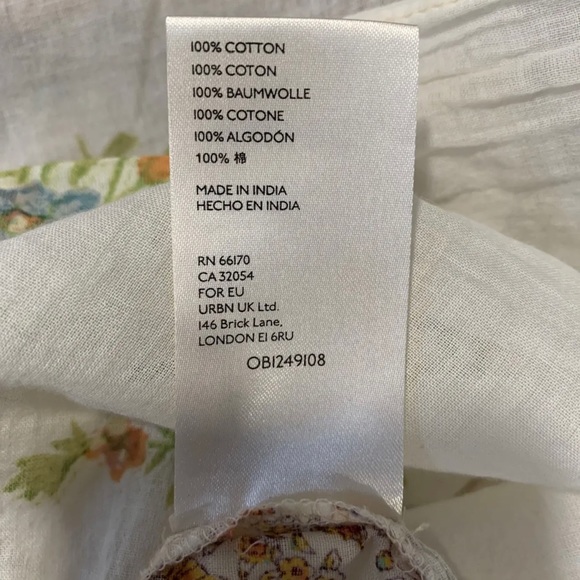 100% COTTON
100% COTON
100% BAUMWOLLE
100% COTONE
100% ALGODÓN
100% 棉
MADE IN INDIA
HECHO EN INDIA
RN 66170
CA 32054
FOR EU
URBN UK Ltd.
146 Brick Lane,
LONDON E1 6RU
OB1249108